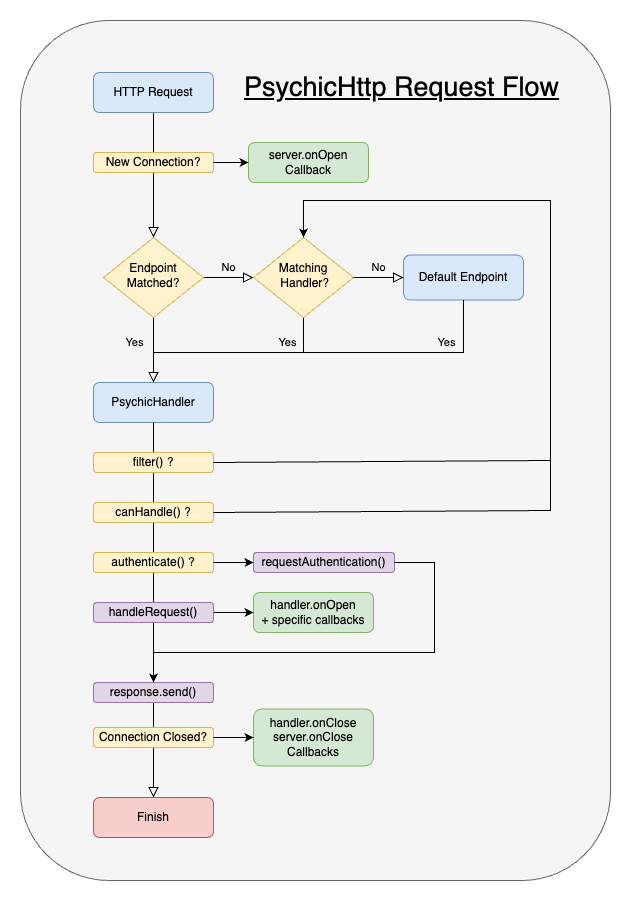 PsychicHttp Request Flow
HTTP Request
New Connection?
server.onOpen
Callback
Endpoint
Matched?
No
Matching
Handler?
No
Default Endpoint
Yes
Yes
Yes
PsychicHandler
filter() ?
canHandle() ?
authenticate() ?
requestAuthentication()
handleRequest()
handler.onOpen
+ specific callbacks
response.send()
Connection Closed?
handler.onClose
server.onClose
Callbacks
Finish